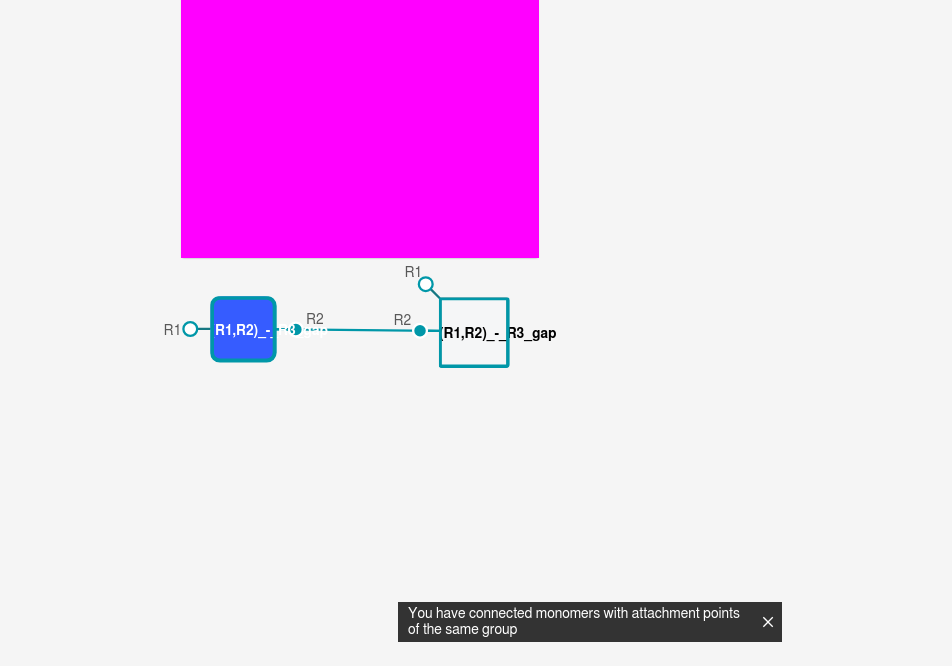 R1
R1
R2
R2
R1,R2)_-_R3_gap
(R1,R2)_-_R3_gap
You have connected monomers with attachment points
of the same group